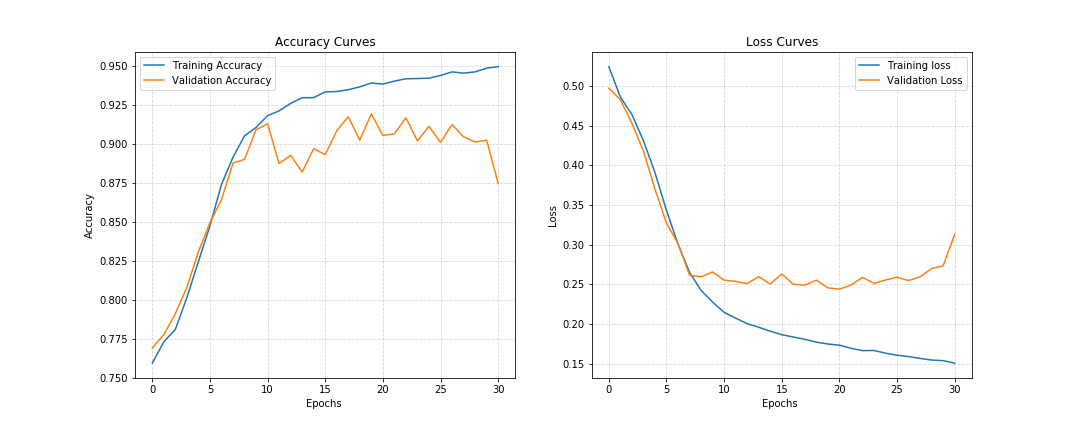 Accuracy Curves
Training Accuracy
Validation Accuracy
0.950
0.925
0.900
0.875
0.850
0.825
0.800
0.775
0.750
Accuracy
0 5 10 15 20 25 30
Epochs
Loss Curves
Training loss
Validation Loss
0.50
0.45
0.40
0.35
0.30
0.25
0.20
0.15
Loss
0 5 10 15 20 25 30
Epochs